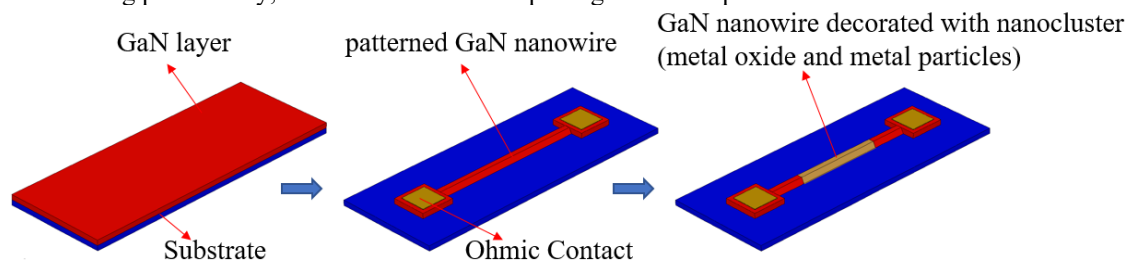 GaN layer
patterned GaN nanowire
GaN nanowire decorated with nanocluster
(metal oxide and metal particles)
Substrate
Ohmic Contact